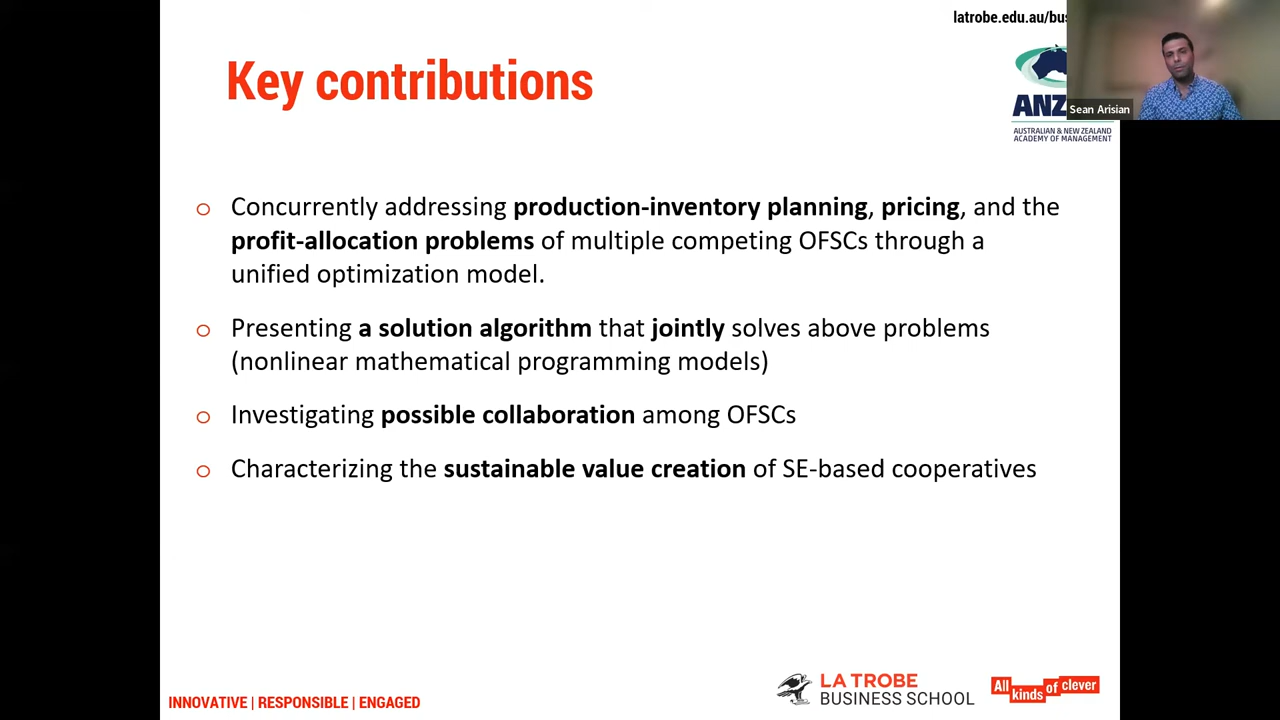 latrobe.edu.au/bus
Key contributions
ANZ
Sean Arisian
AUSTRALIAN & NEW ZEALAND
ACADEMY OF MANAGEMENT
Concurrently addressing production-inventory planning, pricing, and the
profit-allocation problems of multiple competing OFSCs through a
unified optimization model.
Presenting a solution algorithm that jointly solves above problems
(nonlinear mathematical programming models)
Investigating possible collaboration among OFSCs
Characterizing the sustainable value creation of SE-based cooperatives
INNOVATIVE | RESPONSIBLE | ENGAGED
LA TROBE
BUSINESS SCHOOL
All kinds of clever